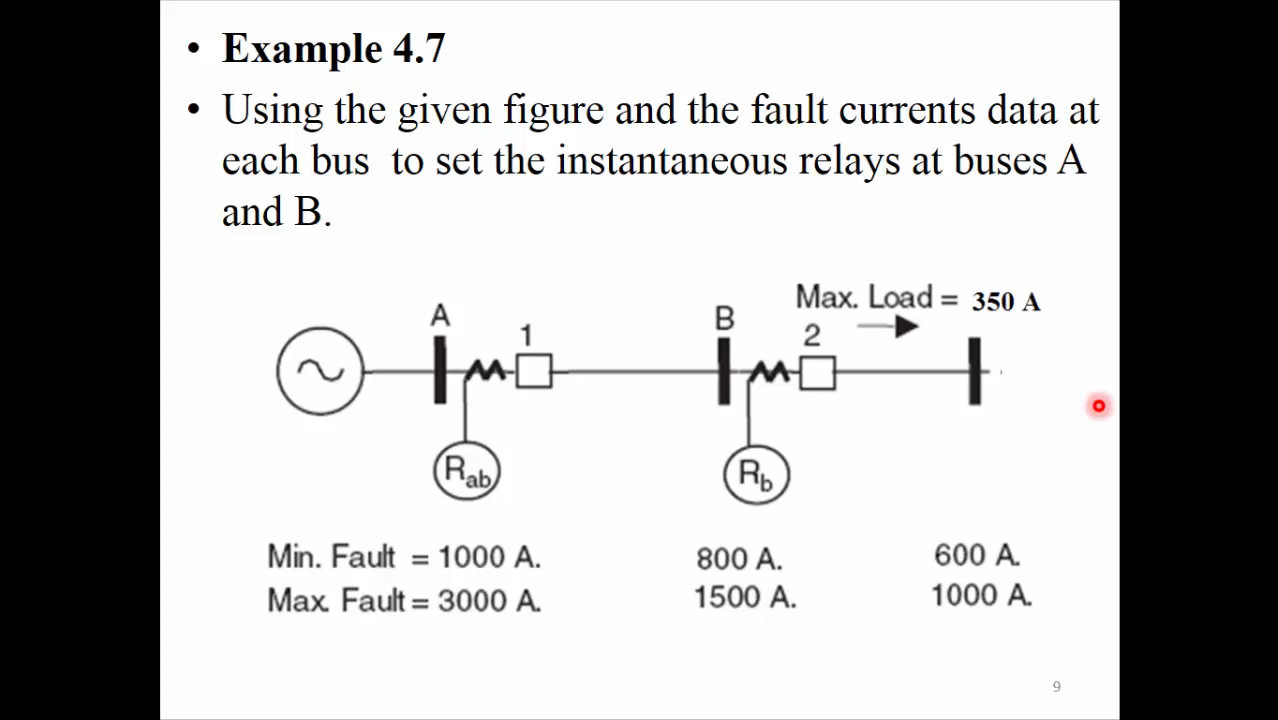 • Example 4.7
• Using the given figure and the fault currents data at
each bus to set the instantaneous relays at buses A
and B.
Max. Load = 350 A
A
1
B
2
Rab
Rb
Min. Fault = 1000 A. 800 A. 600 A.
Max. Fault = 3000 A. 1500 A. 1000 A.
9